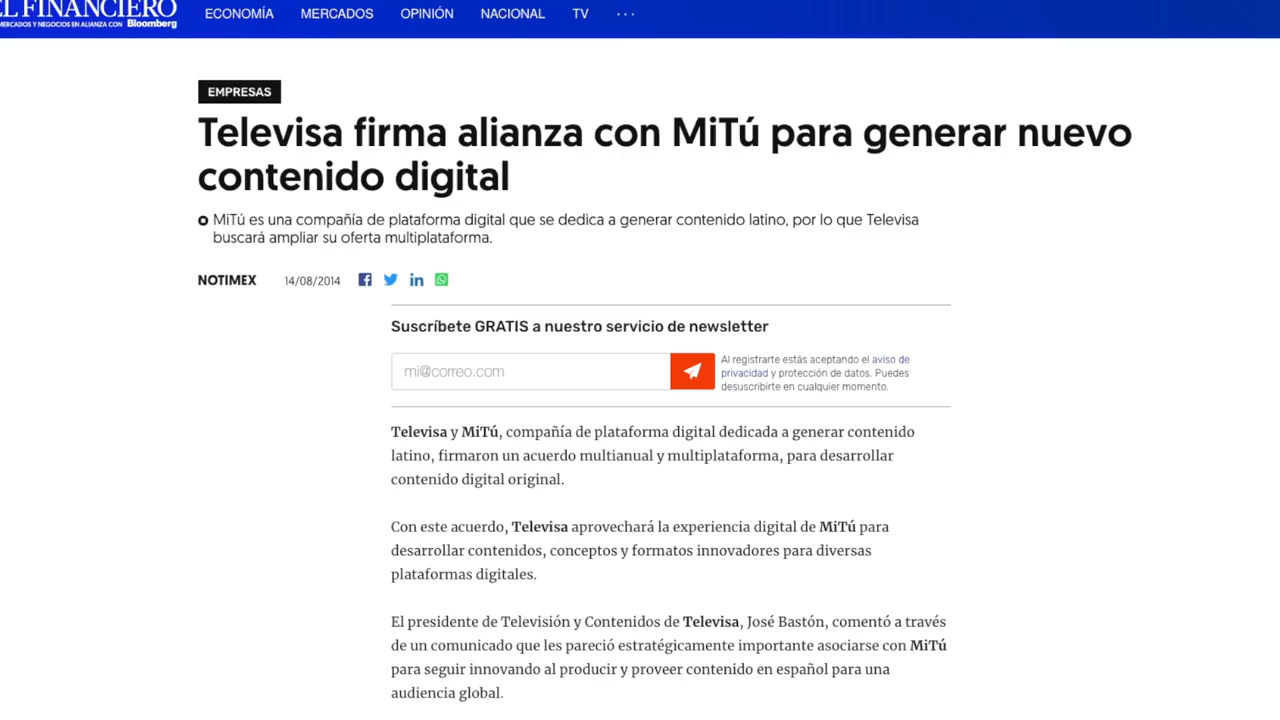 EL FINANCIERO
MERCADOS Y NEGOCIOS EN ALIANZA CON Bloomberg
ECONOMÍA MERCADOS OPINIÓN NACIONAL TV ...
EMPRESAS
Televisa firma alianza con MiTú para generar nuevo
contenido digital
MiTú es una compañía de plataforma digital que se dedica a generar contenido latino, por lo que Televisa
buscará ampliar su oferta multiplataforma.
NOTIMEX 14/08/2014
Suscríbete GRATIS a nuestro servicio de newsletter
mi@correo.com
Al registrarte estás aceptando el aviso de
privacidad y protección de datos. Puedes
desuscribirte en cualquier momento.
Televisa y MiTú, compañía de plataforma digital dedicada a generar contenido
latino, firmaron un acuerdo multianual y multiplataforma, para desarrollar
contenido digital original.
Con este acuerdo, Televisa aprovechará la experiencia digital de MiTú para
desarrollar contenidos, conceptos y formatos innovadores para diversas
plataformas digitales.
El presidente de Televisión y Contenidos de Televisa, José Bastón, comentó a través
de un comunicado que les pareció estratégicamente importante asociarse con MiTú
para seguir innovando al producir y proveer contenido en español para una
audiencia global.